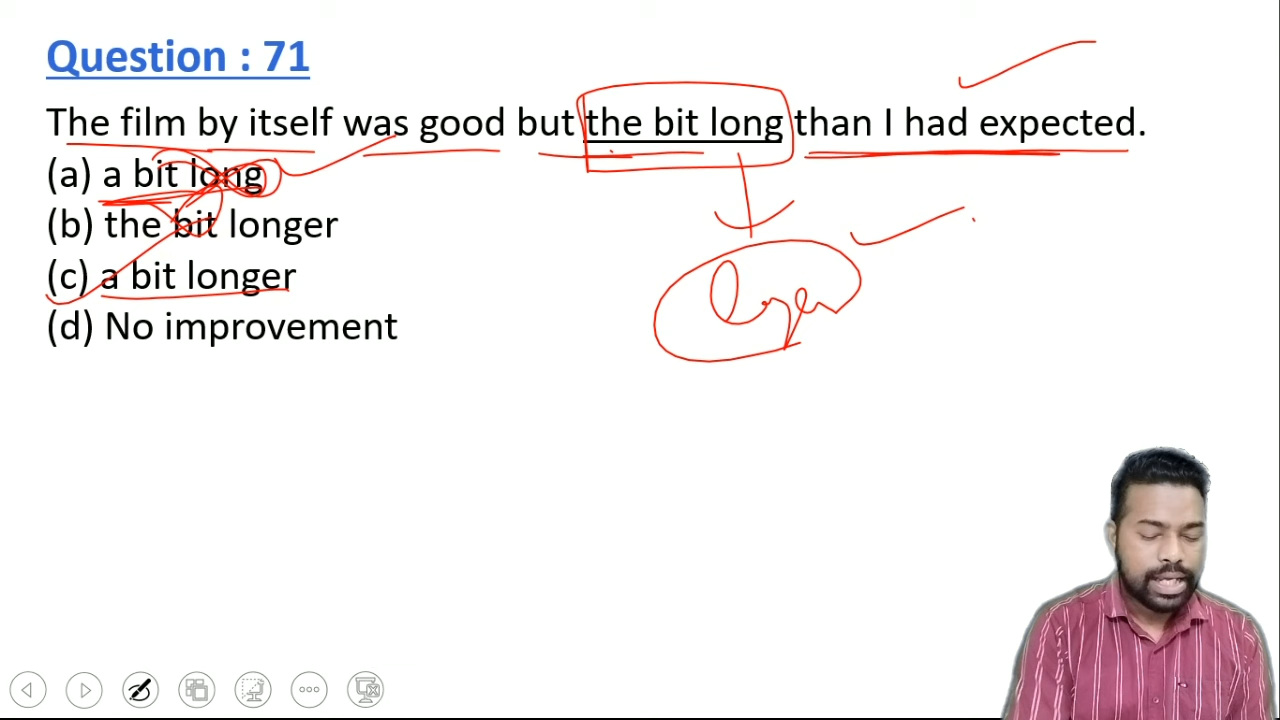 Question : 71
The film by itself was good but the bit long than I had expected.
(a) a bit long
(b) the bit longer
(c) a bit longer
(d) No improvement
longer